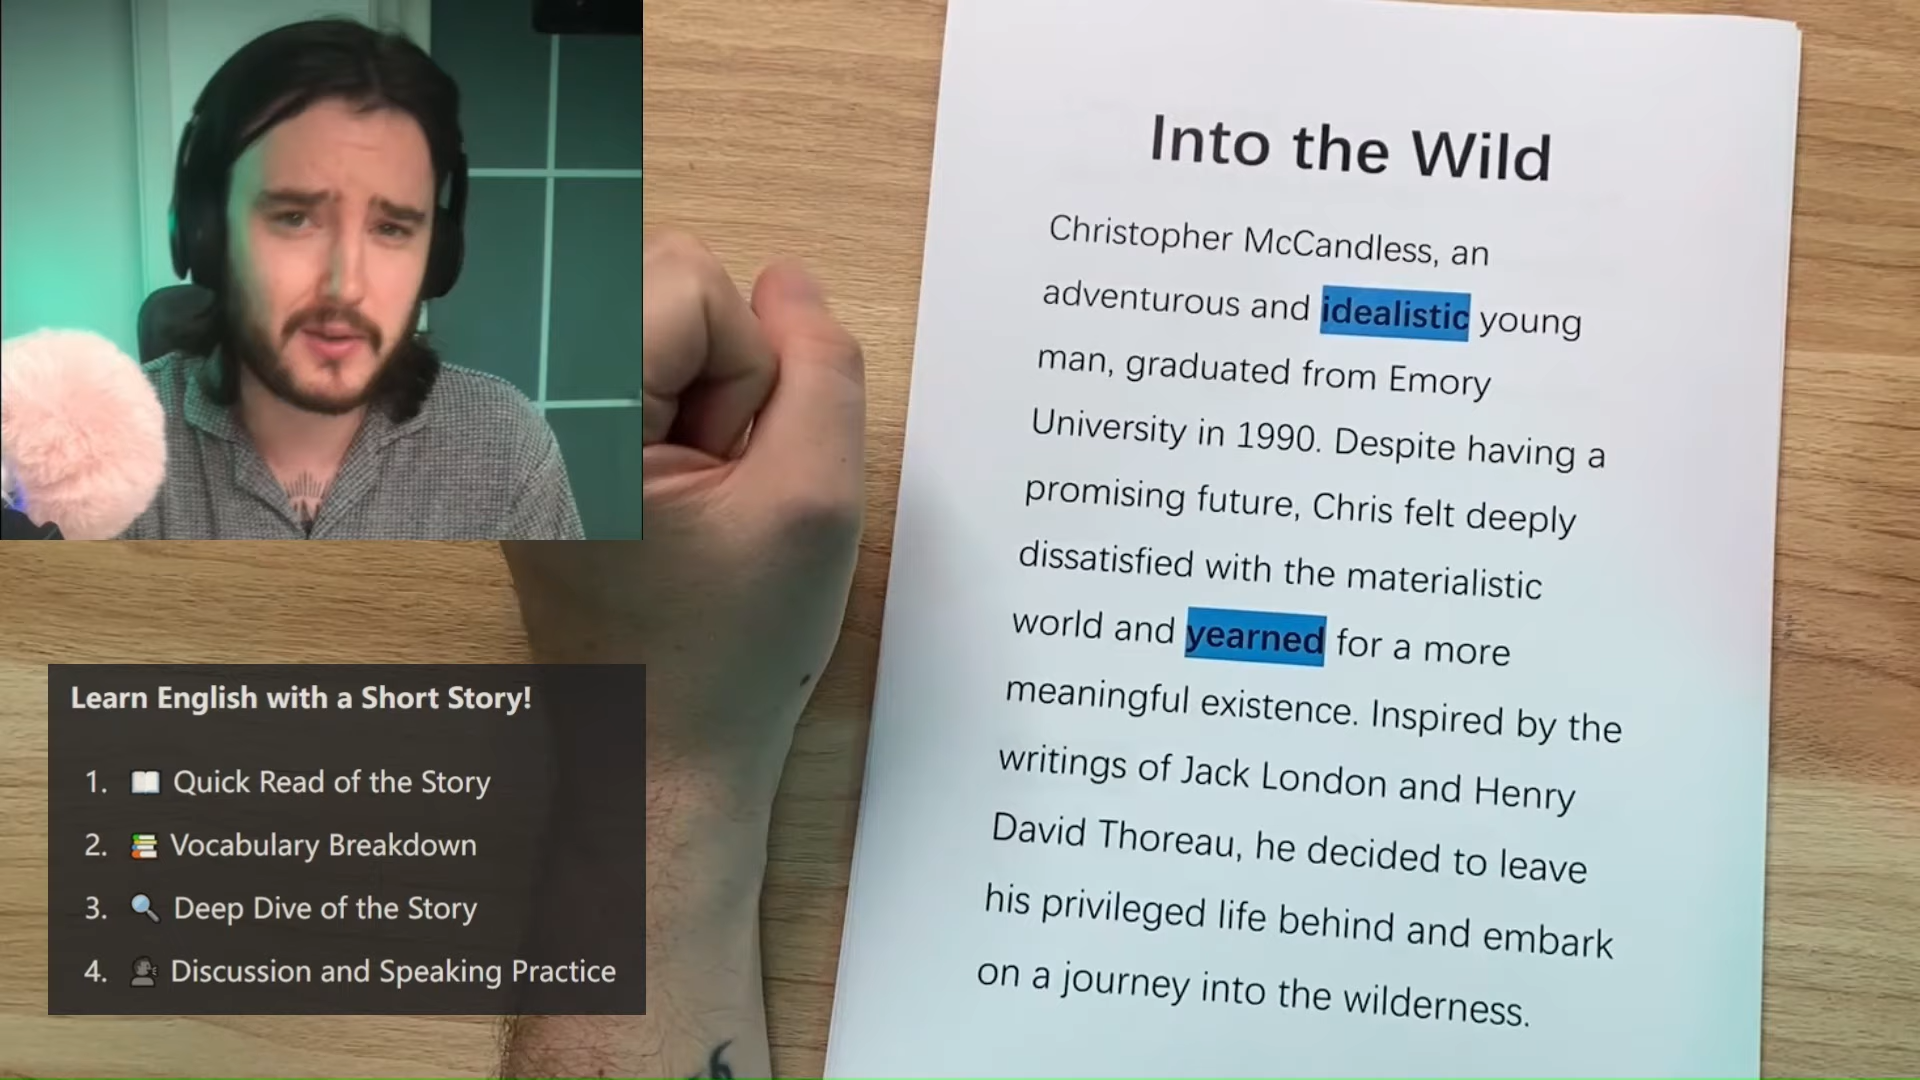 Into the Wild
Christopher McCandless, an
adventurous and idealistic young
man, graduated from Emory
University in 1990. Despite having a
promising future, Chris felt deeply
dissatisfied with the materialistic
world and yearned for a more
meaningful existence. Inspired by the
writings of Jack London and Henry
David Thoreau, he decided to leave
his privileged life behind and embark
on a journey into the wilderness.
Learn English with a Short Story!
1. Quick Read of the Story
2. Vocabulary Breakdown
3. Deep Dive of the Story
4. Discussion and Speaking Practice